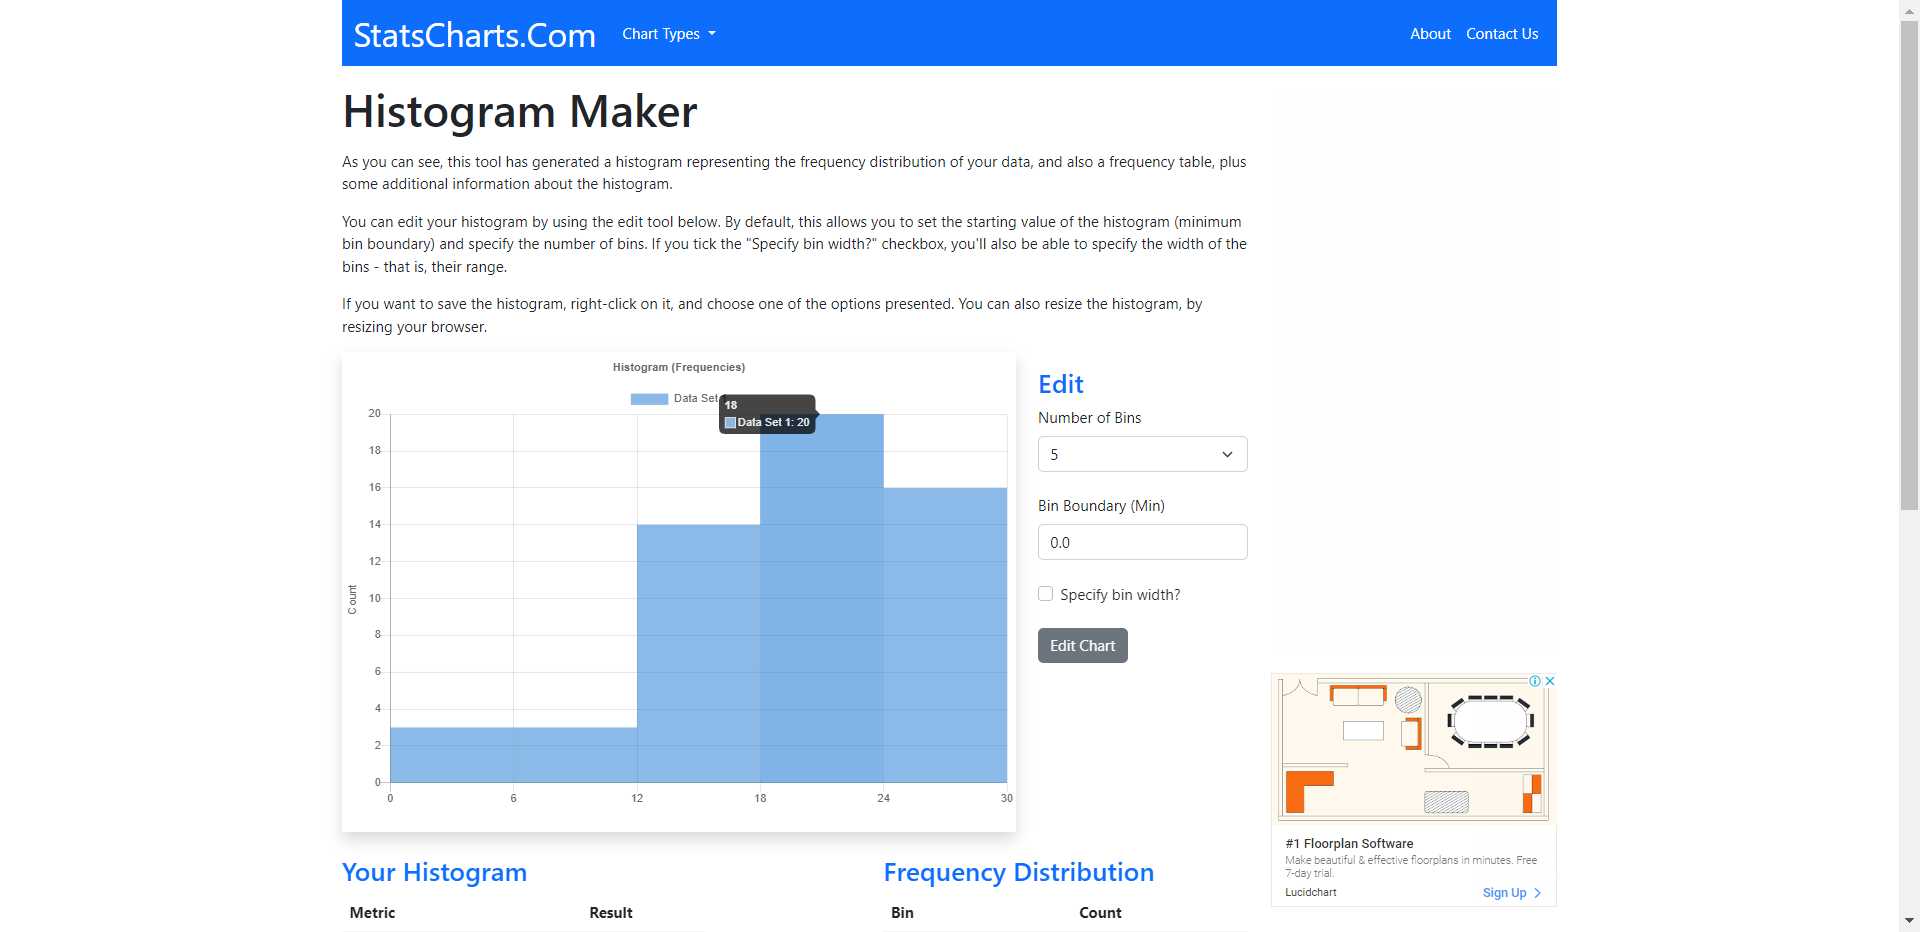 StatsCharts.Com Chart Types About Contact Us
Histogram Maker
As you can see, this tool has generated a histogram representing the frequency distribution of your data, and also a frequency table, plus
some additional information about the histogram.
You can edit your histogram by using the edit tool below. By default, this allows you to set the starting value of the histogram (minimum
bin boundary) and specify the number of bins. If you tick the "Specify bin width?" checkbox, you'll also be able to specify the width of the
bins - that is, their range.
If you want to save the histogram, right-click on it, and choose one of the options presented. You can also resize the histogram, by
resizing your browser.
Histogram (Frequencies)
Data Set
18
Data Set 1: 20
20
18
16
14
12
10
8
6
4
2
0
Count
0 6 12 18 24 30
Edit
Number of Bins
5
Bin Boundary (Min)
0.0
Specify bin width?
Edit Chart
#1 Floorplan Software
Make beautiful & effective floorplans in minutes. Free
7-day trial.
Lucidchart Sign Up
Your Histogram
Metric Result
Frequency Distribution
Bin Count